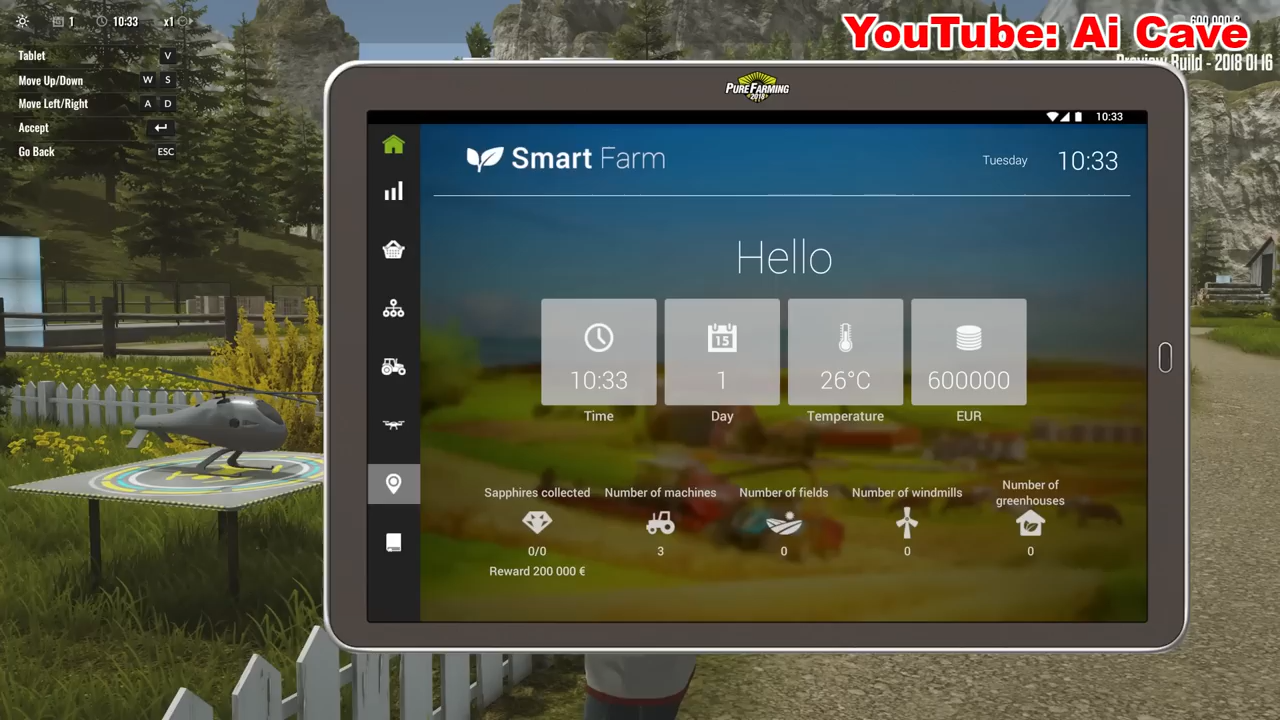 1 10:33 x1
Tablet V
Move Up/Down W S
Move Left/Right A D
Accept
Go Back ESC
600 000 €
YouTube: Ai Cave
Preview Build - 2018 01 16
PURE FARMING
2018
10:33
Smart Farm
Tuesday 10:33
Hello
15
10:33 1 26°C 600000
Time Day Temperature EUR
Sapphires collected Number of machines Number of fields Number of windmills Number of
greenhouses
0/0 3 0 0 0
Reward 200 000 €